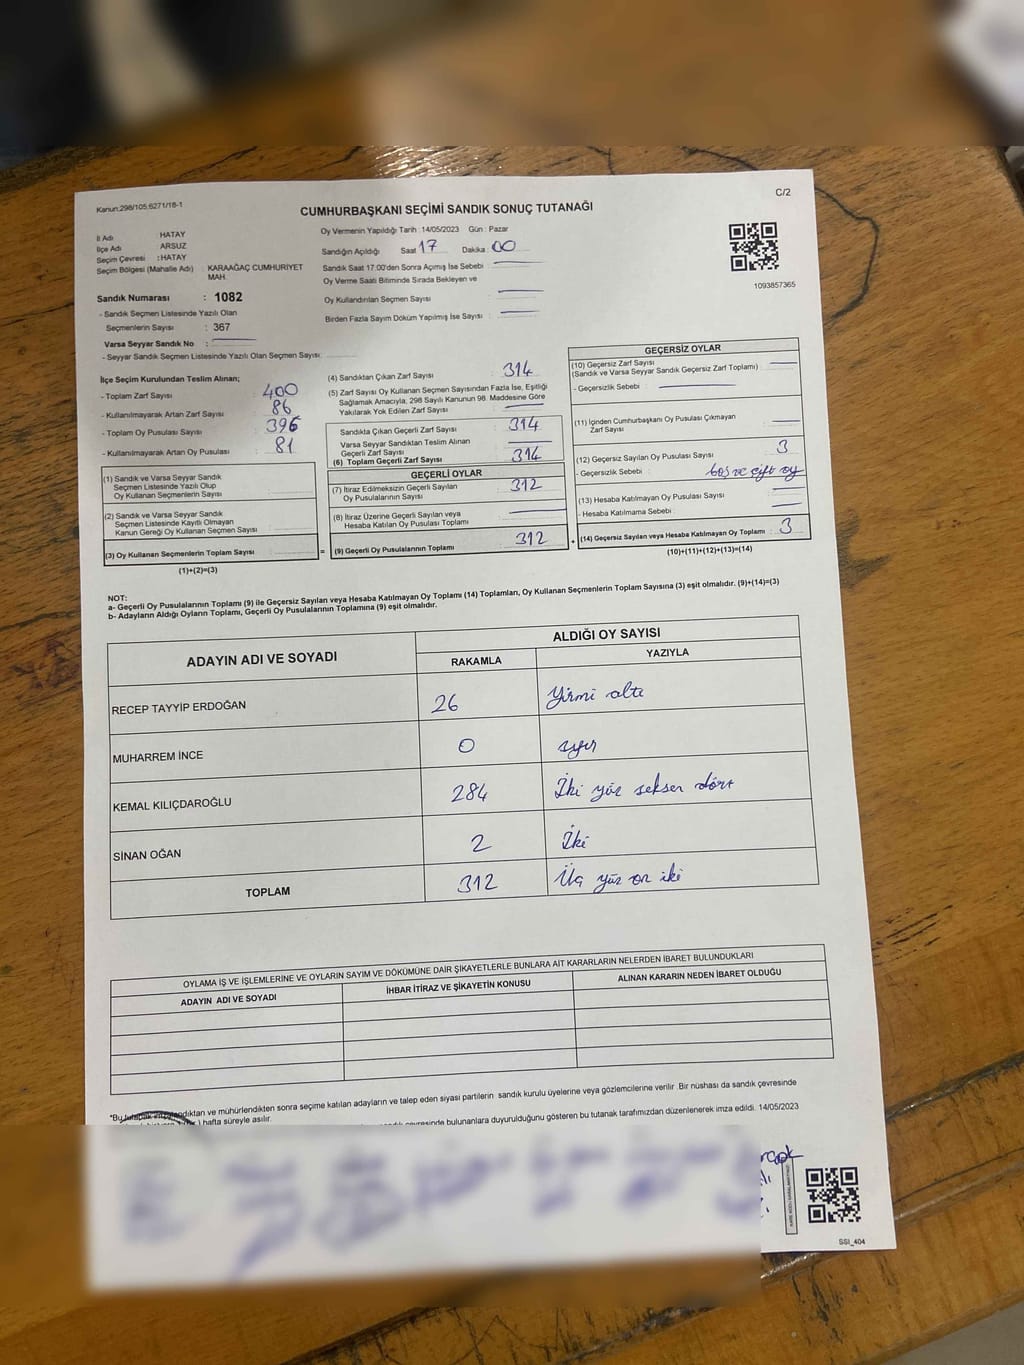 Kanun:298/105;6271/18-1
C/2
CUMHURBAŞKANI SEÇİMİ SANDIK SONUÇ TUTANAĞI
İl Adı : HATAY
İlçe Adı ARSUZ
Seçim Çevresi : HATAY
Seçim Bölgesi (Mahalle Adı) : KARAAĞAÇ CUMHURIYET
MAH.
Sandık Numarası : 1082
- Sandık Seçmen Listesinde Yazılı Olan
Seçmenlerin Sayısı : 367
Varsa Seyyar Sandık No :
- Seyyar Sandık Seçmen Listesinde Yazılı Olan Seçmen Sayısı:
Oy Vermenin Yapıldığı Tarih : 14/05/2023 Gün : Pazar
Sandığın Açıldığı Saat 17 Dakika : 00
Sandık Saat 17:00'den Sonra Açımış İse Sebebi
Oy Verme Saati Bitiminde Sırada Bekleyen ve
Oy Kullandırılan Seçmen Sayısı
Birden Fazla Sayım Döküm Yapılmış İse Sayısı :
1093857365
İlçe Seçim Kurulundan Teslim Alınan;
- Toplam Zarf Sayısı : 400
- Kullanılmayarak Artan Zarf Sayısı : 86
- Toplam Oy Pusulası Sayısı : 396
- Kullanılmayarak Artan Oy Pusulası : 81
(1) Sandık ve Varsa Seyyar Sandık
Seçmen Listesinde Yazılı Olup
Oy Kullanan Seçmenlerin Sayısı :
(2) Sandık ve Varsa Seyyar Sandık
Seçmen Listesinde Kayıtlı Olmayan
Kanun Gereği Oy Kullanan Seçmen Sayısı :
(3) Oy Kullanan Seçmenlerin Toplam Sayısı :
(1)+(2)=(3)
=
(4) Sandıktan Çıkan Zarf Sayısı : 314
(5) Zarf Sayısı Oy Kullanan Seçmen Sayısından Fazla İse, Eşitliği
Sağlamak Amacıyla, 298 Sayılı Kanunun 98. Maddesine Göre
Yakılarak Yok Edilen Zarf Sayısı :
Sandıkta Çıkan Geçerli Zarf Sayısı : 314
Varsa Seyyar Sandıktan Teslim Alınan
Geçerli Zarf Sayısı :
(6) Toplam Geçerli Zarf Sayısı : 314
GEÇERLİ OYLAR
(7) İtiraz Edilmeksizin Geçerli Sayılan
Oy Pusulalarının Sayısı : 312
(8) İtiraz Üzerine Geçerli Sayılan veya
Hesaba Katılan Oy Pusulası Toplamı :
(9) Geçerli Oy Pusulalarının Toplamı : 312
+
GEÇERSİZ OYLAR
(10) Geçersiz Zarf Sayısı :
(Sandık ve Varsa Seyyar Sandık Geçersiz Zarf Toplamı)
- Geçersizlik Sebebi :
(11) İçinden Cumhurbaşkanı Oy Pusulası Çıkmayan
Zarf Sayısı :
(12) Geçersiz Sayılan Oy Pusulası Sayısı : 3
- Geçersizlik Sebebi : boş ve çift oy
(13) Hesaba Katılmayan Oy Pusulası Sayısı :
- Hesaba Katılmama Sebebi :
(14) Geçersiz Sayılan veya Hesaba Katılmayan Oy Toplamı : 3
(10)+(11)+(12)+(13)=(14)
NOT:
a- Geçerli Oy Pusulalarının Toplamı (9) ile Geçersiz Sayılan veya Hesaba Katılmayan Oy Toplamı (14) Toplamları, Oy Kullanan Seçmenlerin Toplam Sayısına (3) eşit olmalıdır. (9)+(14)=(3)
b- Adayların Aldığı Oyların Toplamı, Geçerli Oy Pusulalarının Toplamına (9) eşit olmalıdır.
ADAYIN ADI VE SOYADI
ALDIĞI OY SAYISI
RAKAMLA YAZIYLA
RECEP TAYYİP ERDOĞAN 26 Yirmi altı
MUHARREM İNCE 0 sıfır
KEMAL KILIÇDAROĞLU 284 İki yüz seksen dört
SİNAN OĞAN 2 İki
TOPLAM 312 Üç yüz on iki
OYLAMA İŞ VE İŞLEMLERİNE VE OYLARIN SAYIM VE DÖKÜMÜNE DAİR ŞİKAYETLERLE BUNLARA AİT KARARLARIN NELERDEN İBARET BULUNDUKLARI
ADAYIN ADI VE SOYADI İHBAR İTİRAZ VE ŞİKAYETİN KONUSU ALINAN KARARIN NEDEN İBARET OLDUĞU
*Bu tutanak imzalandıktan ve mühürlendikten sonra seçime katılan adayların ve talep eden siyasi partilerin sandık kurulu üyelerine veya gözlemcilerine verilir .Bir nüshası da sandık çevresinde
) hafta süreyle asılır.
çevresinde bulunanlara duyurulduğunu gösteren bu tutanak tarafımızdan düzenlenerek imza edildi. 14/05/2023
SSI_404